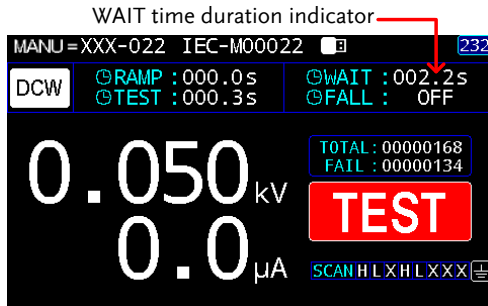 WAIT time duration indicator
MANU=XXX-022 IEC-M00022 232
DCW RAMP :000.0s WAIT :002.2s
TEST :000.3s FALL : OFF
0.050 kV
TOTAL:00000168
FAIL :00000134
TEST
0.0 µA
SCAN H L X H L X X X